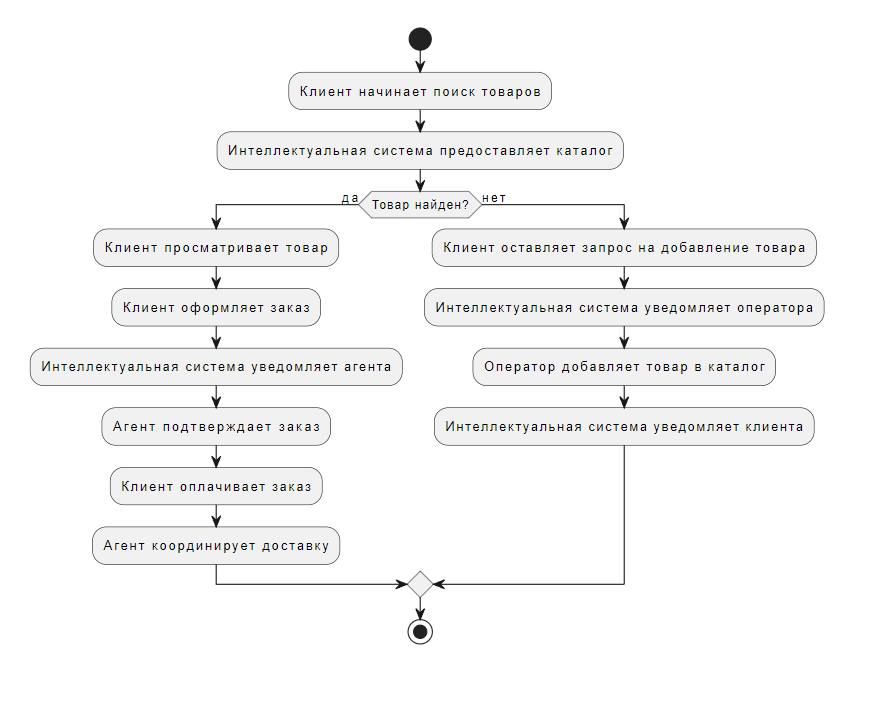 Клиент начинает поиск товаров
Интеллектуальная система предоставляет каталог
да
Товар найден?
нет
Клиент просматривает товар
Клиент оформляет заказ
Интеллектуальная система уведомляет агента
Агент подтверждает заказ
Клиент оплачивает заказ
Агент координирует доставку
Клиент оставляет запрос на добавление товара
Интеллектуальная система уведомляет оператора
Оператор добавляет товар в каталог
Интеллектуальная система уведомляет клиента